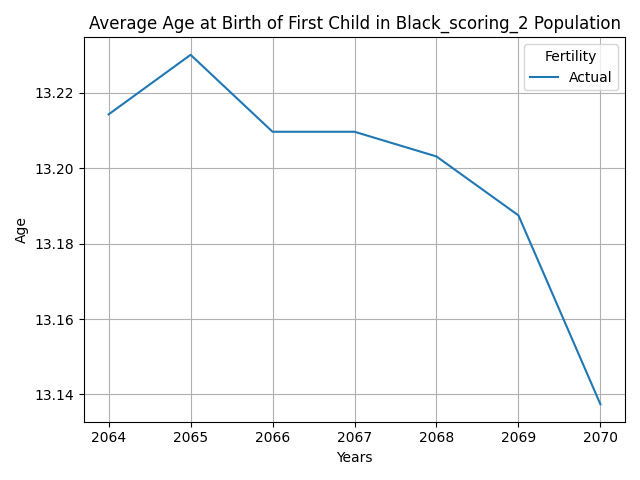 Average Age at Birth of First Child in Black_scoring_2 Population
Fertility
Actual
13.22
13.20
13.18
13.16
13.14
Age
2064 2065 2066 2067 2068 2069 2070
Years